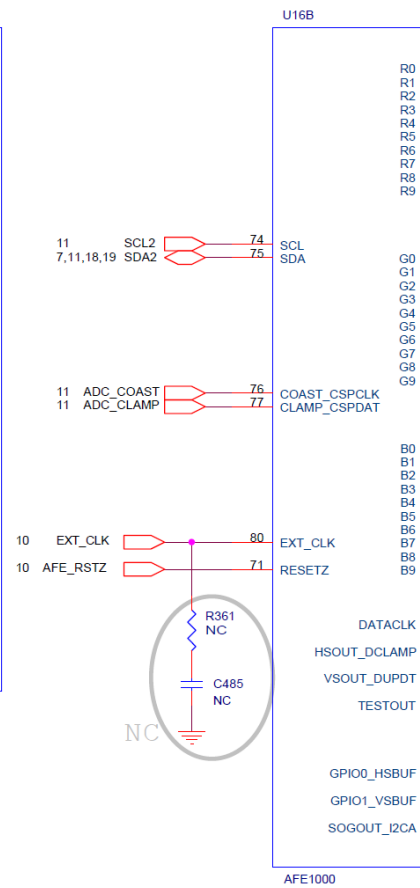 U16B
R0
R1
R2
R3
R4
R5
R6
R7
R8
R9
11 SCL2 74 SCL
7,11,18,19 SDA2 75 SDA
G0
G1
G2
G3
G4
G5
G6
G7
G8
G9
11 ADC_COAST 76 COAST_CSPCLK
11 ADC_CLAMP 77 CLAMP_CSPDAT
B0
B1
B2
B3
B4
B5
B6
B7
B8
B9
10 EXT_CLK 80 EXT_CLK
10 AFE_RSTZ 71 RESETZ
R361
NC
DATACLK
HSOUT_DCLAMP
VSOUT_DUPDT
TESTOUT
C485
NC
NC
GPIO0_HSBUF
GPIO1_VSBUF
SOGOUT_I2CA
AFE1000